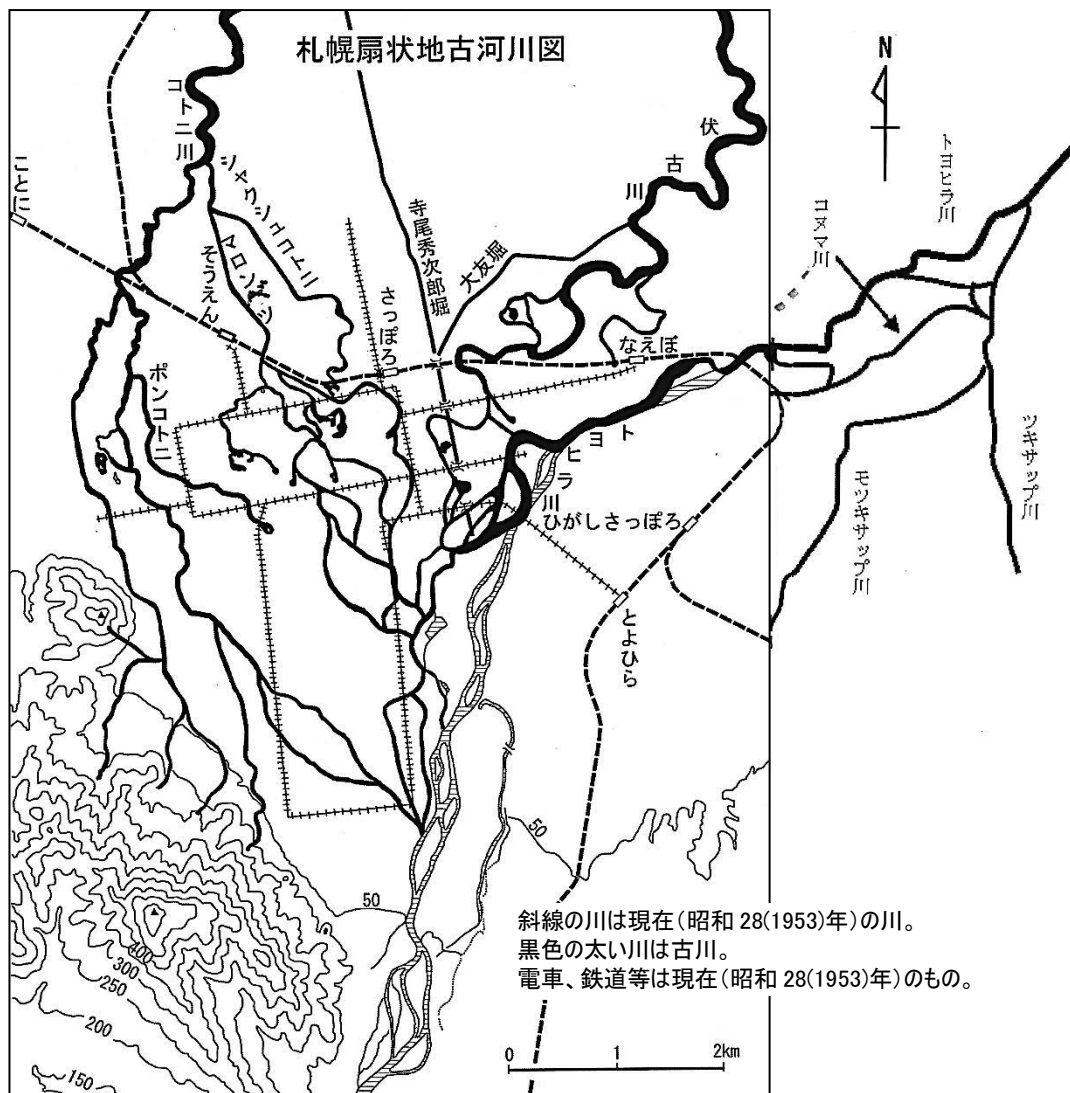 札幌扇状地古河川図
N
コトニ川
ことに
シャクシュコトニ
マロンペツ
そうえん
さっぽろ
寺尾秀次郎堀
大友堀
伏古川
なえぼ
トヨヒラ川
コヌマ川
トヨヒラ川
ポンコトニ
ひがしさっぽろ
モツキサップ川
ツキサップ川
とよひら
50
50
400
300
250
200
150
斜線の川は現在(昭和 28(1953)年)の川。
黒色の太い川は古川。
電車、鉄道等は現在(昭和 28(1953)年)のもの。
0 1 2km